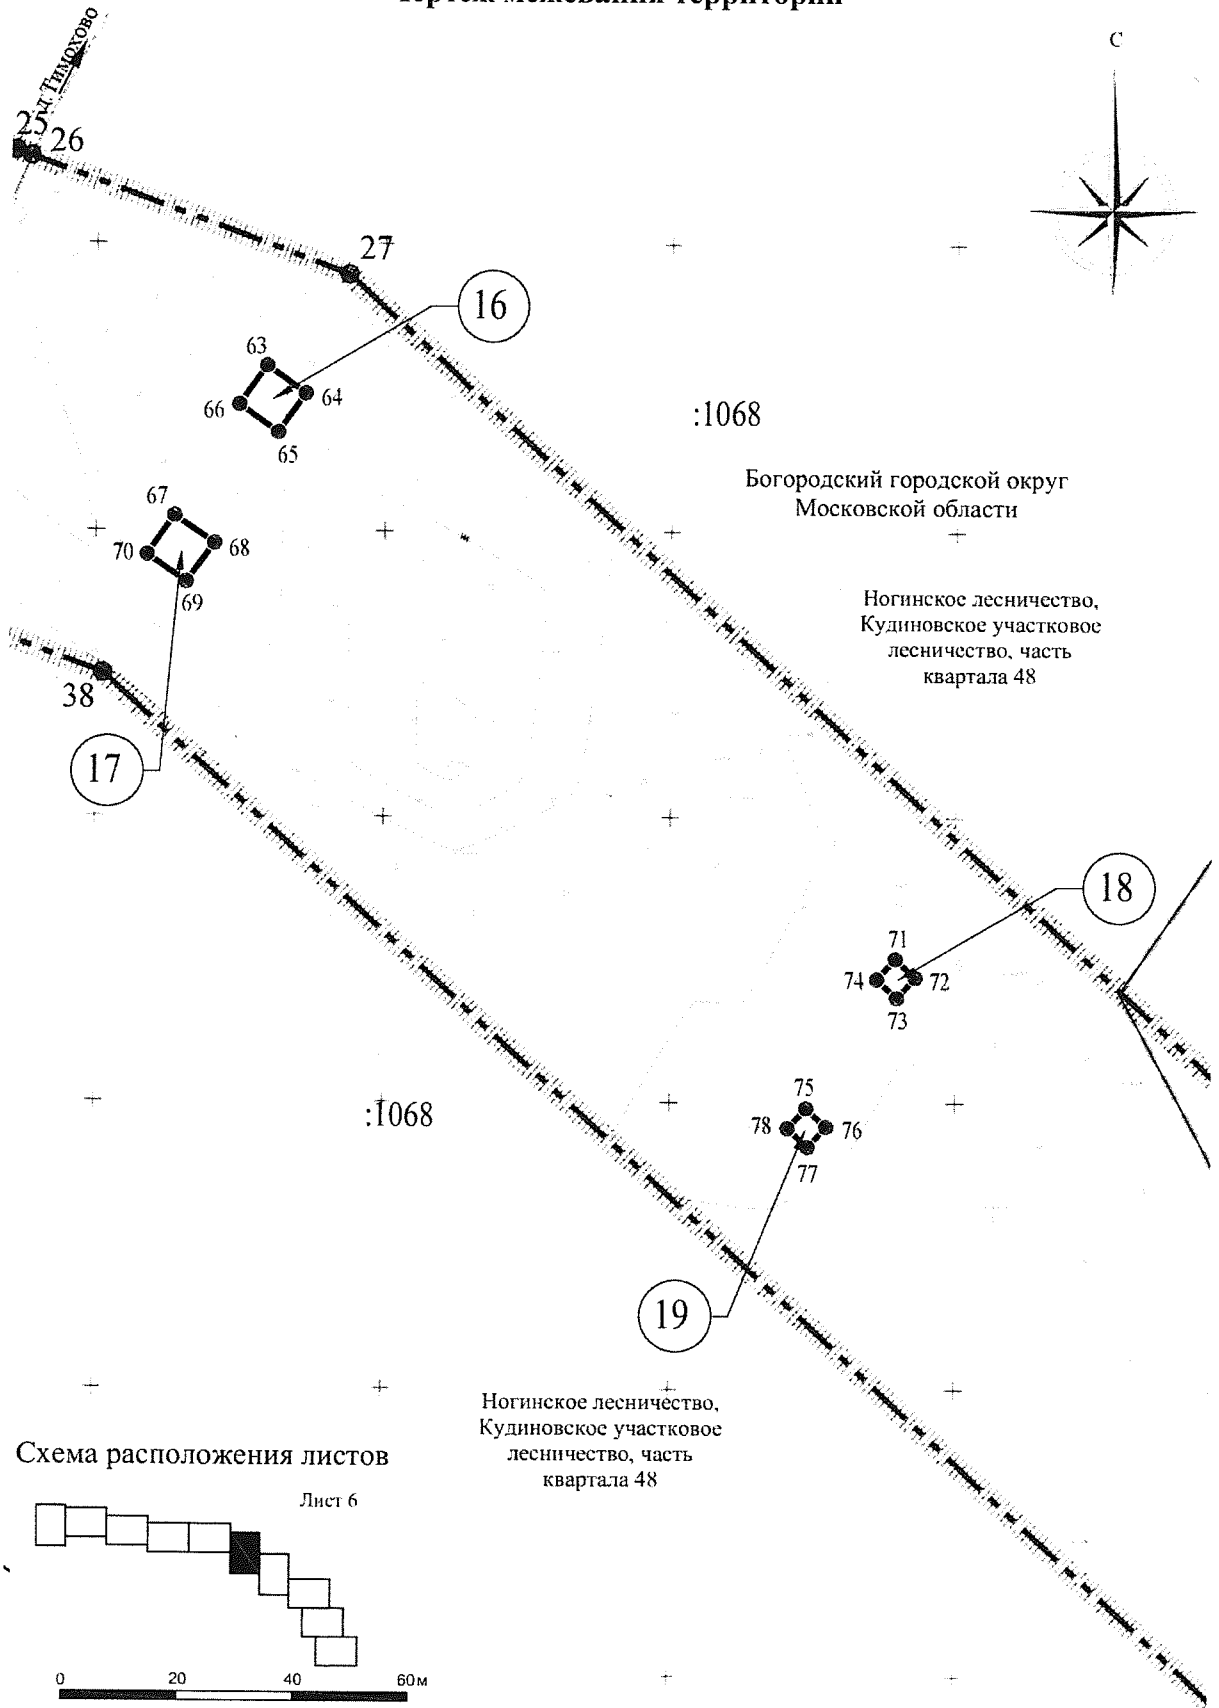 Чертеж межевания территории
д. Тимохово
С
25
26
27
16
63
64
66
65
:1068
Богородский городской округ
Московской области
67
68
70
69
Ногинское лесничество,
Кудиновское участковое
лесничество, часть
квартала 48
38
17
18
71
74
72
73
75
78
76
77
:1068
19
Ногинское лесничество,
Кудиновское участковое
лесничество, часть
квартала 48
Схема расположения листов
Лист 6
0 20 40 60м